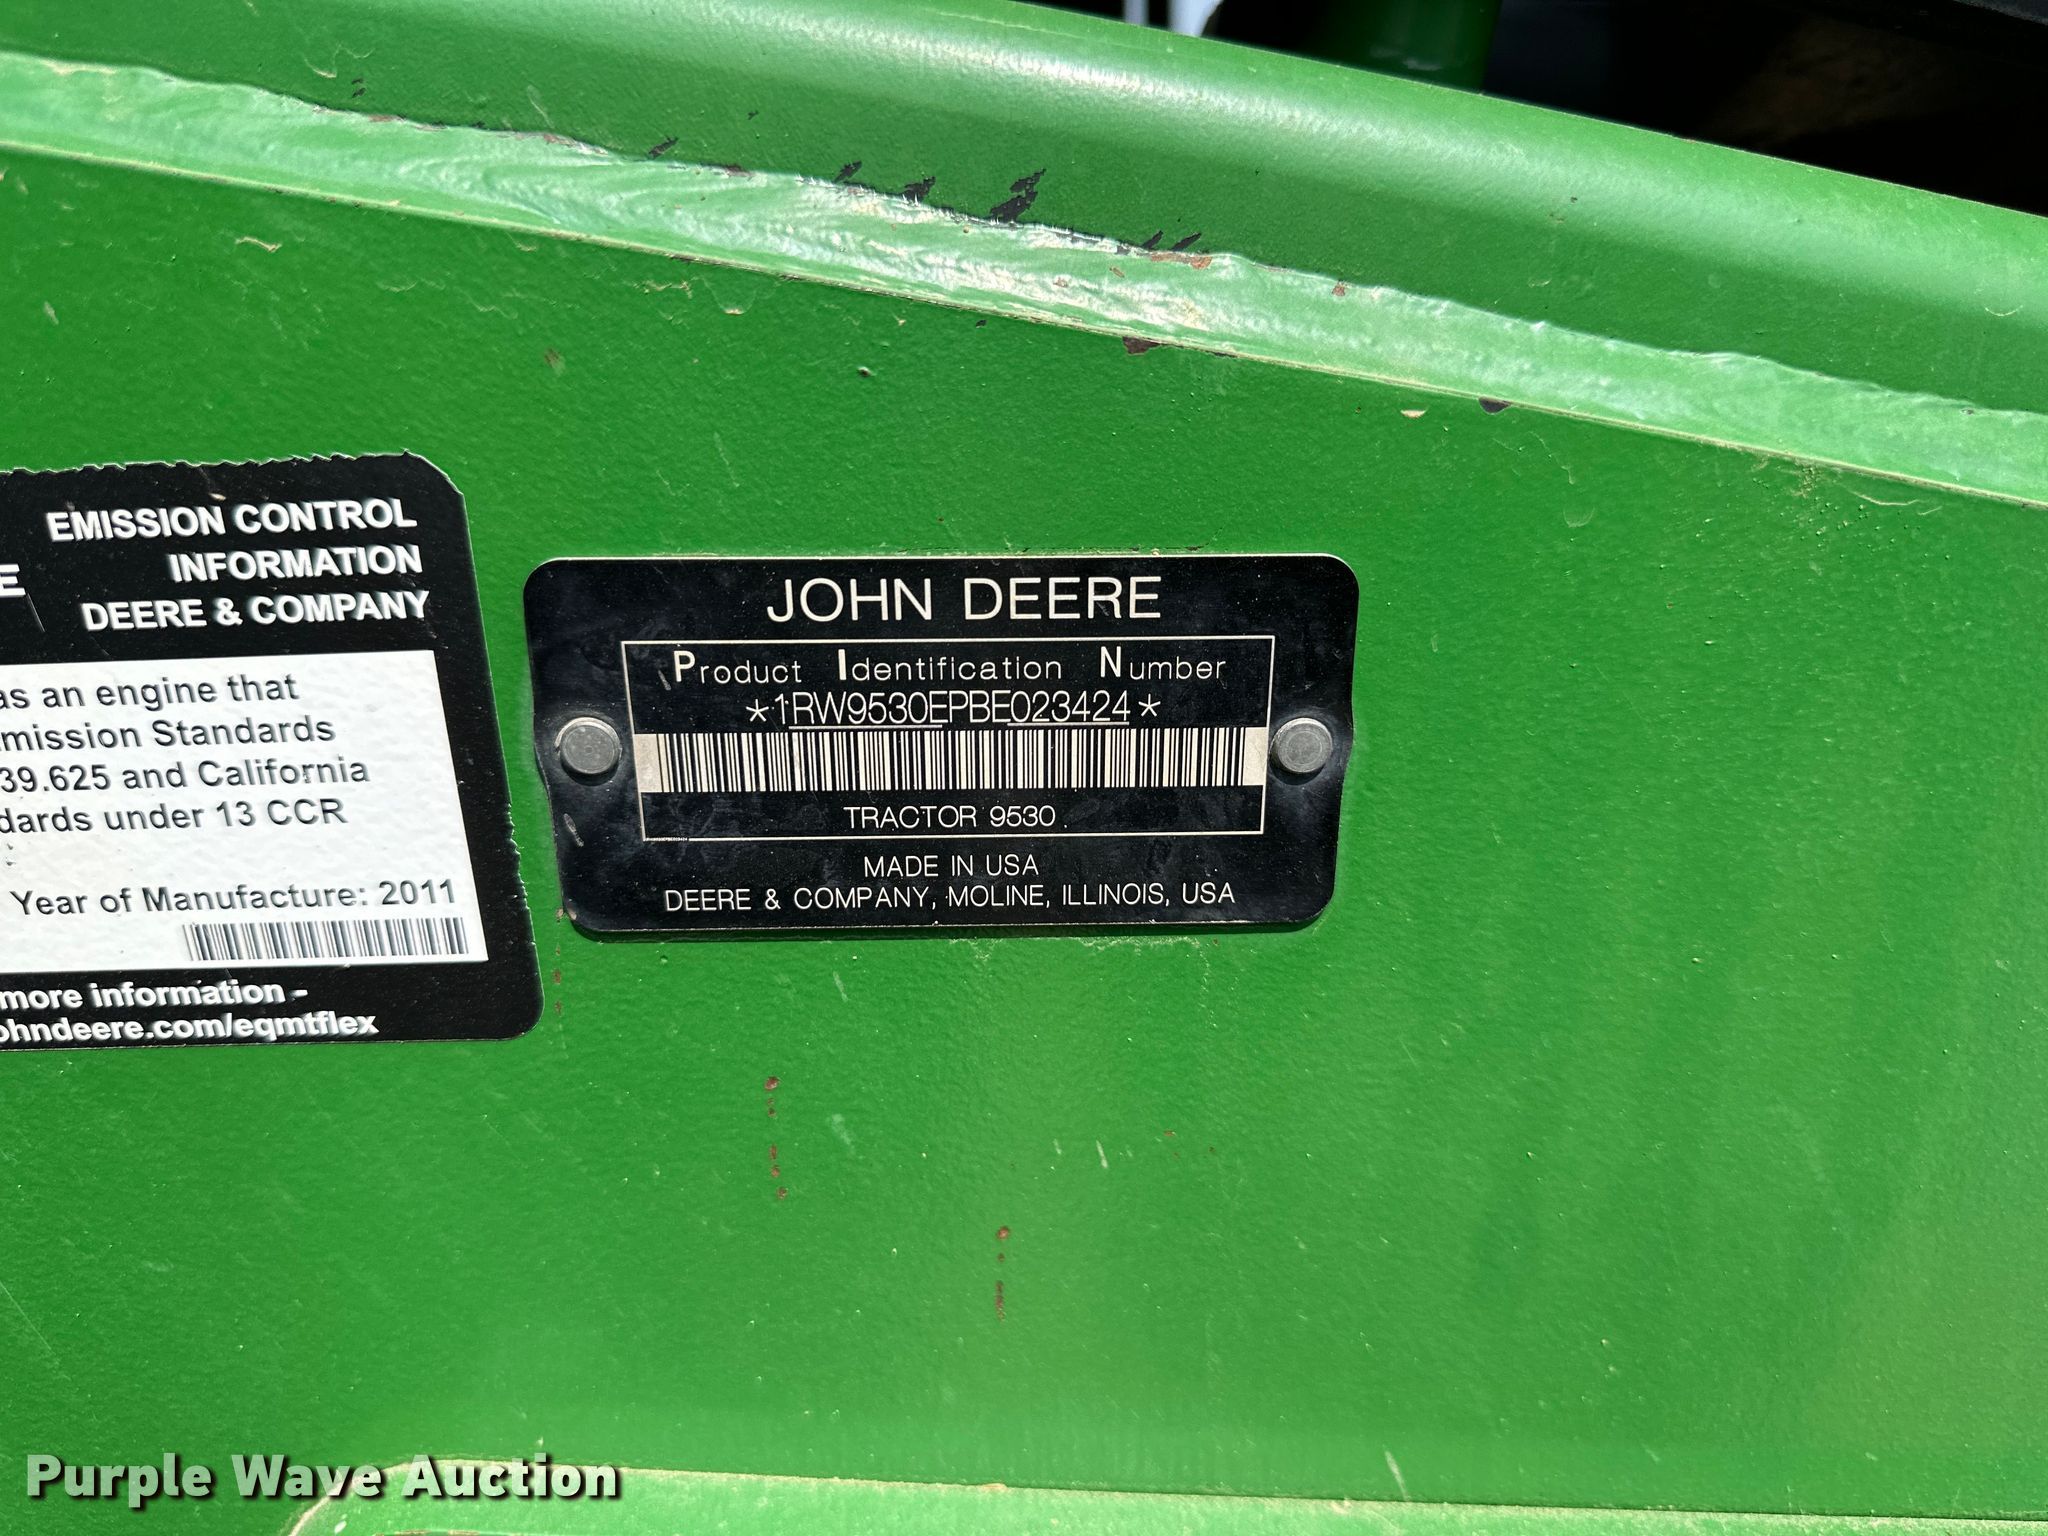 EMISSION CONTROL
INFORMATION
DEERE & COMPANY
E
as an engine that
mission Standards
39.625 and California
dards under 13 CCR
Year of Manufacture: 2011
more information -
ohndeere.com/eqmtflex
JOHN DEERE
Product Identification Number
*1RW9530EPBE023424*
TRACTOR 9530
1RW9530EPBE023424
MADE IN USA
DEERE & COMPANY, MOLINE, ILLINOIS, USA
Purple Wave Auction